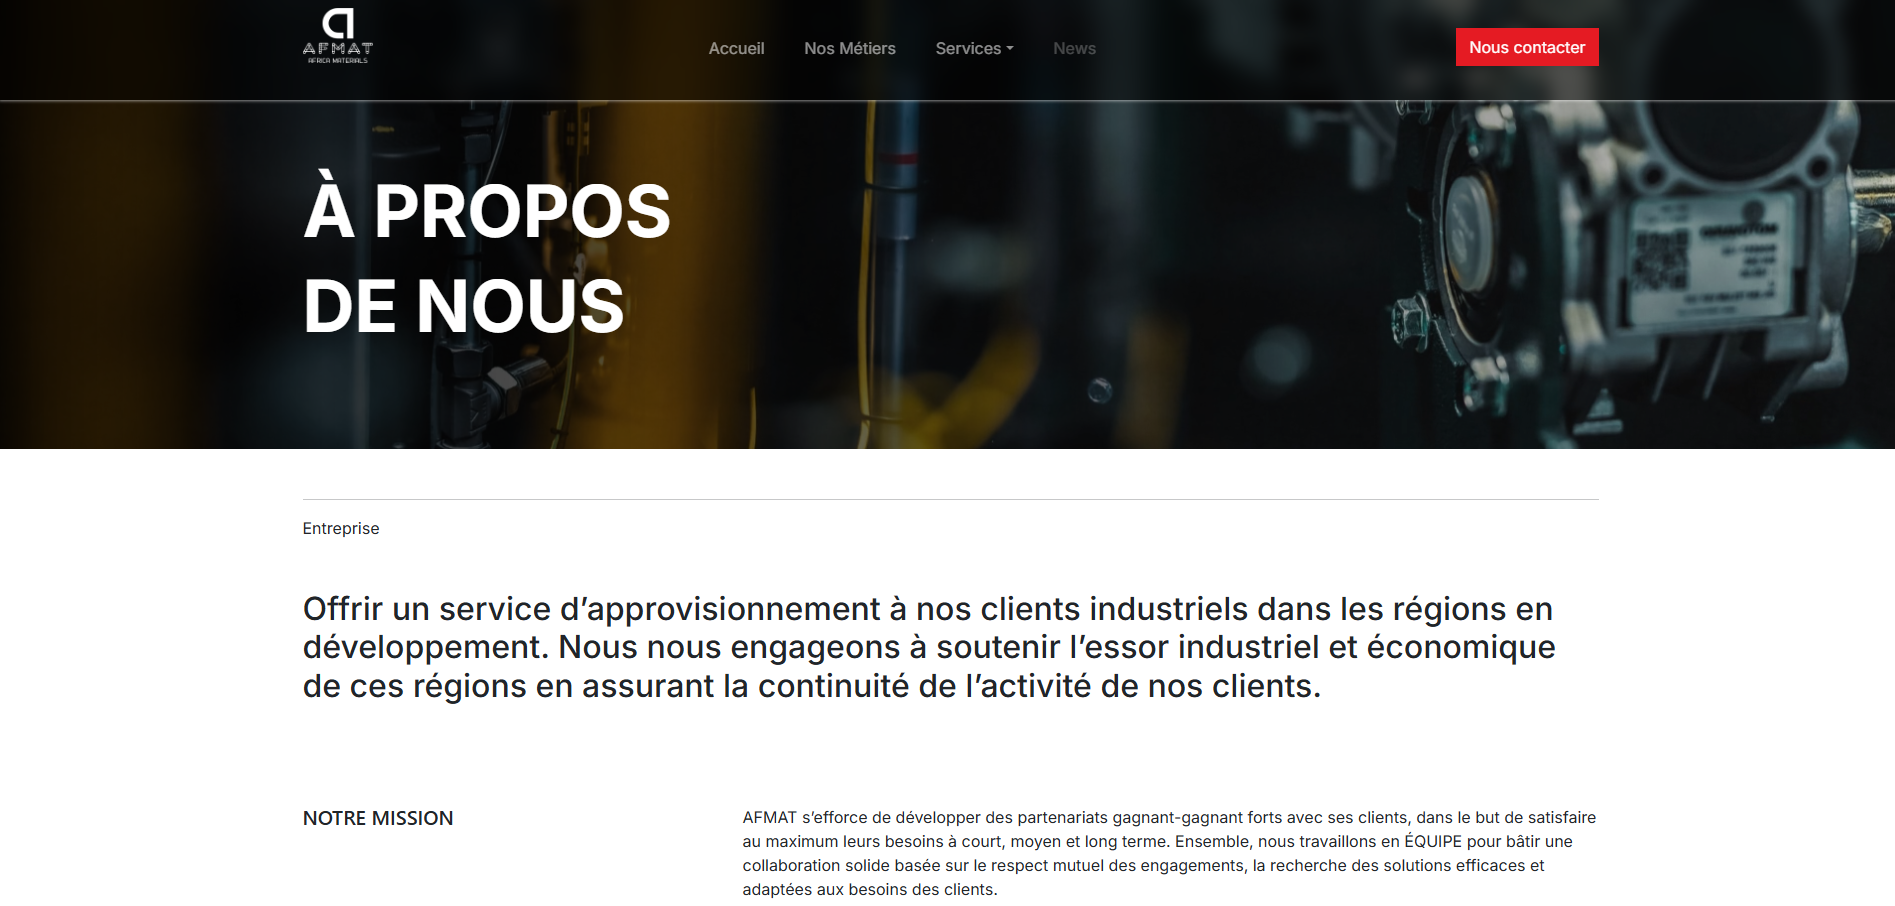 AFMAT
AFRICA MATERIALS
Accueil
Nos Métiers
Services
News
Nous contacter
À PROPOS
DE NOUS
Entreprise
Offrir un service d’approvisionnement à nos clients industriels dans les régions en
développement. Nous nous engageons à soutenir l’essor industriel et économique
de ces régions en assurant la continuité de l’activité de nos clients.
NOTRE MISSION
AFMAT s’efforce de développer des partenariats gagnant-gagnant forts avec ses clients, dans le but de satisfaire
au maximum leurs besoins à court, moyen et long terme. Ensemble, nous travaillons en ÉQUIPE pour bâtir une
collaboration solide basée sur le respect mutuel des engagements, la recherche des solutions efficaces et
adaptées aux besoins des clients.